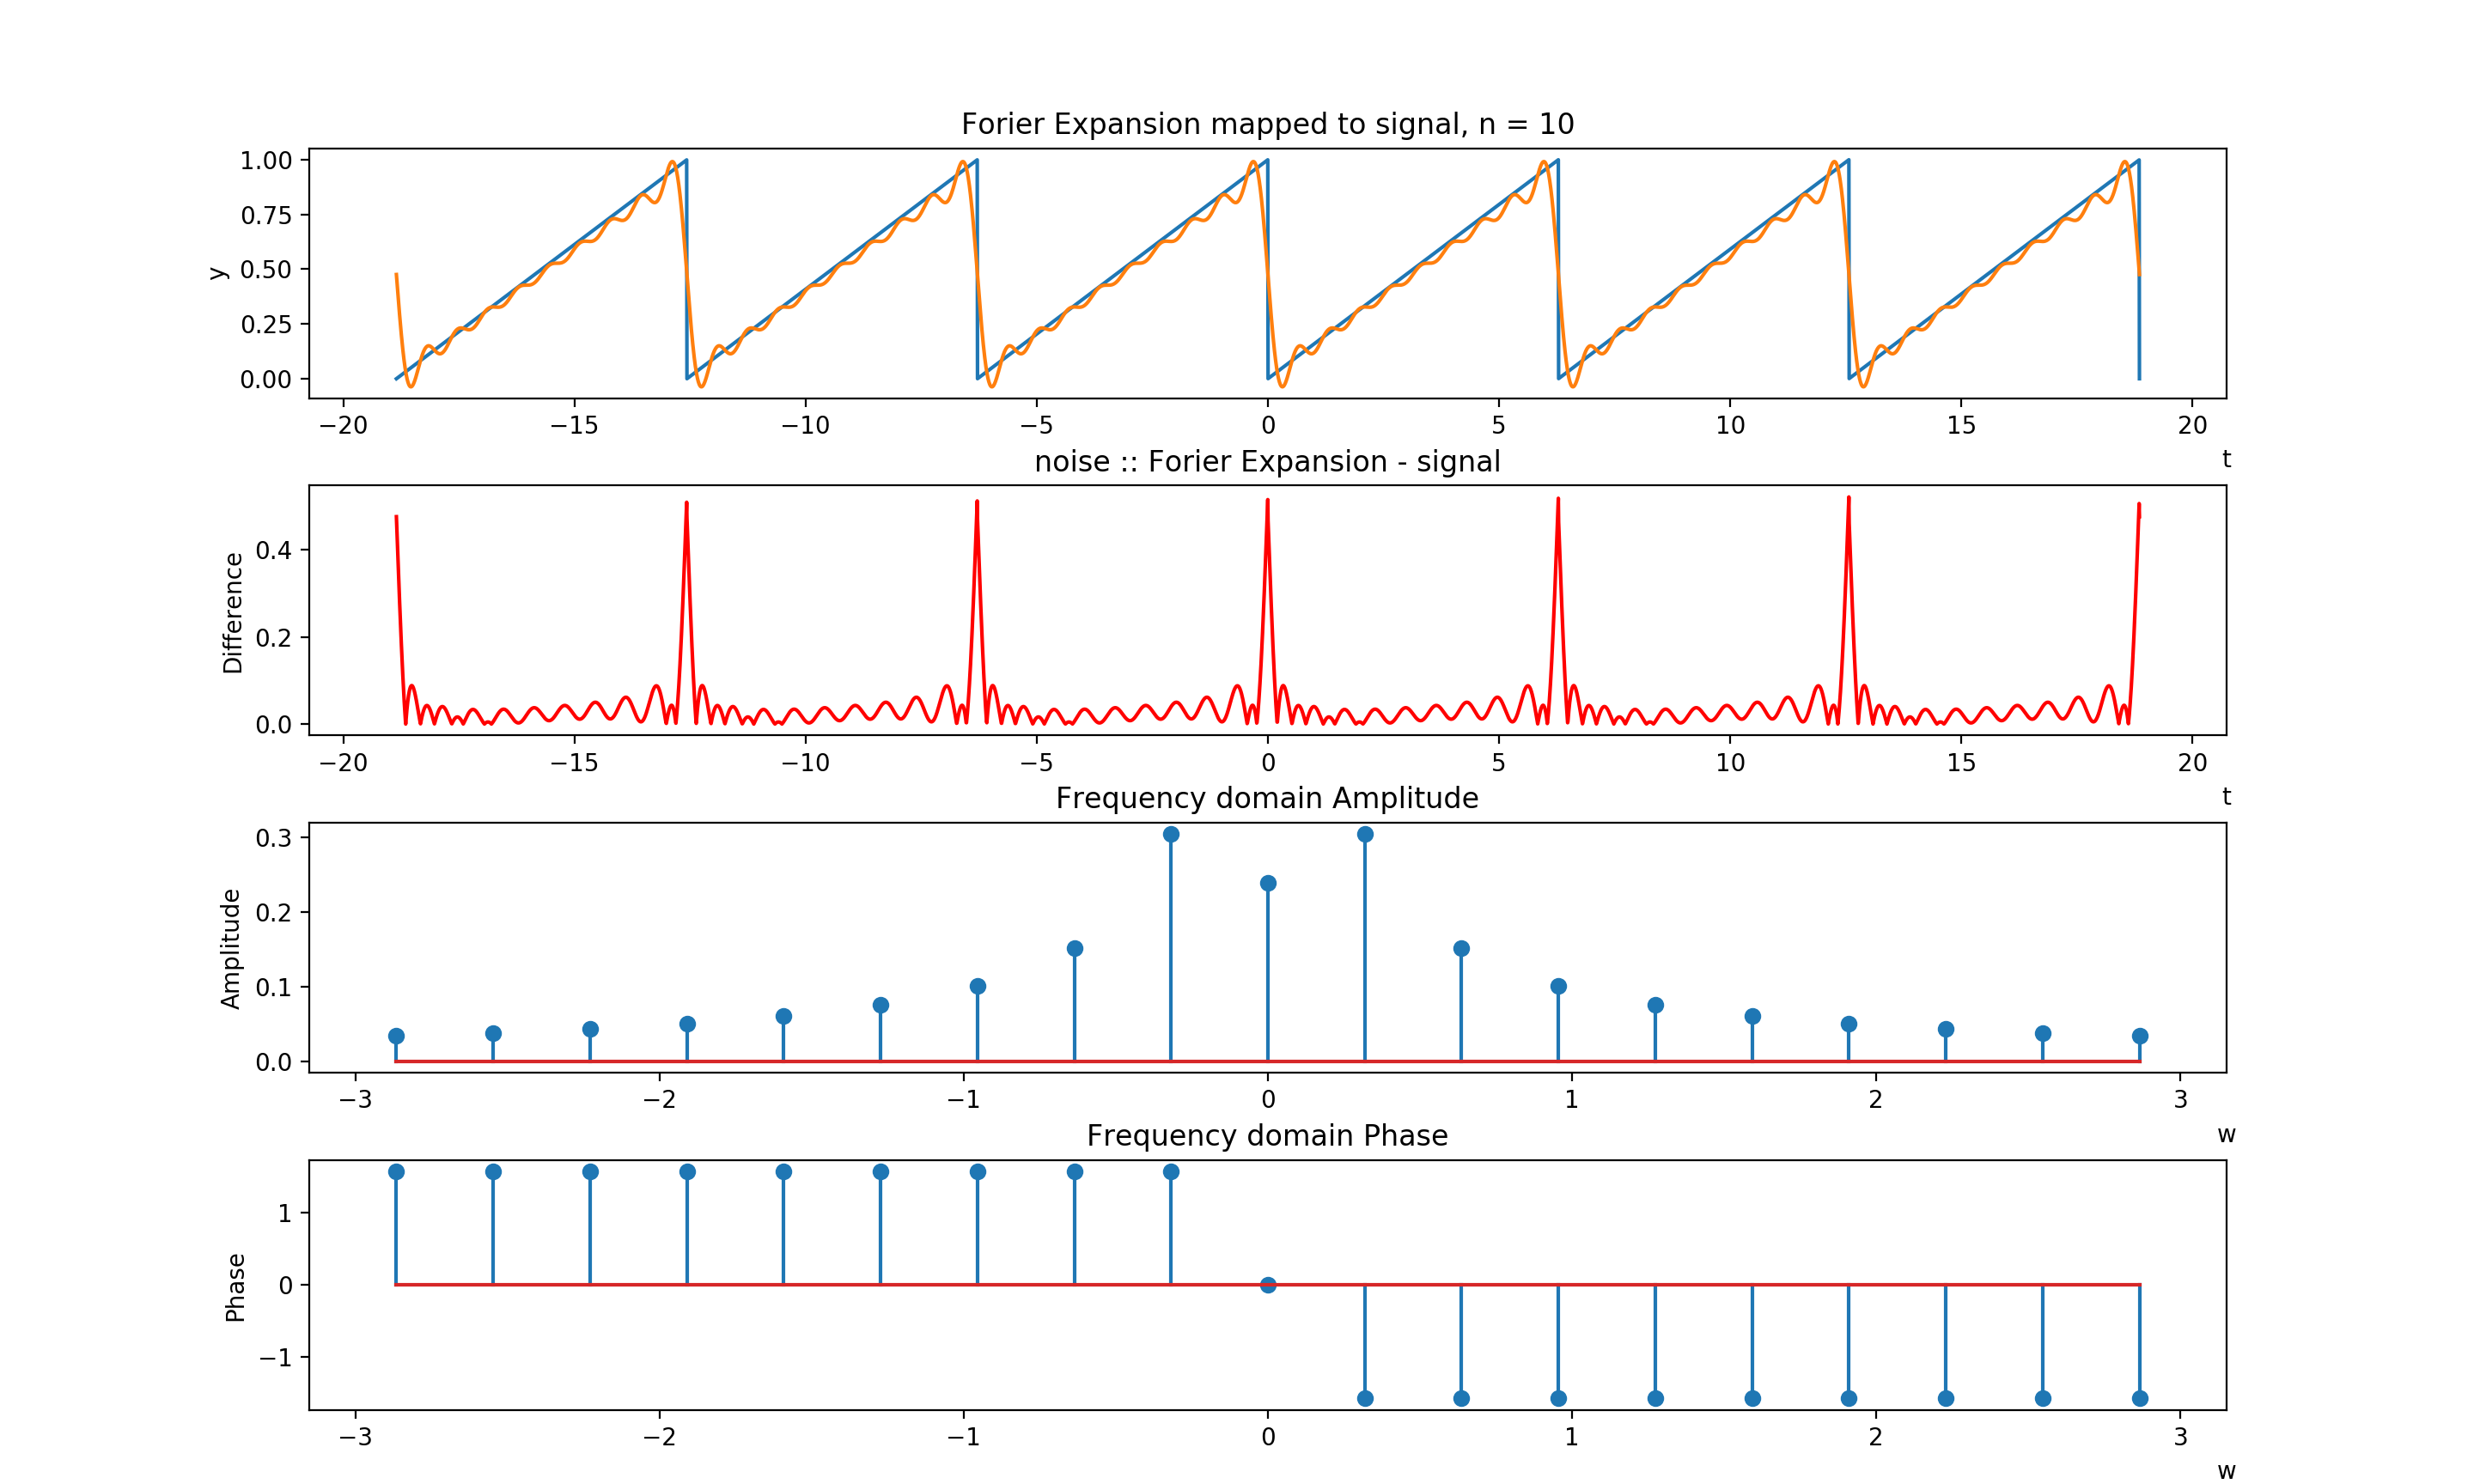 Forier Expansion mapped to signal, n = 10
1.00
0.75
0.50
0.25
0.00
y
−20 −15 −10 −5 0 5 10 15 20
t
noise :: Forier Expansion - signal
0.4
0.2
0.0
Difference
−20 −15 −10 −5 0 5 10 15 20
t
Frequency domain Amplitude
0.3
0.2
0.1
0.0
Amplitude
−3 −2 −1 0 1 2 3
w
Frequency domain Phase
1
0
−1
Phase
−3 −2 −1 0 1 2 3
w